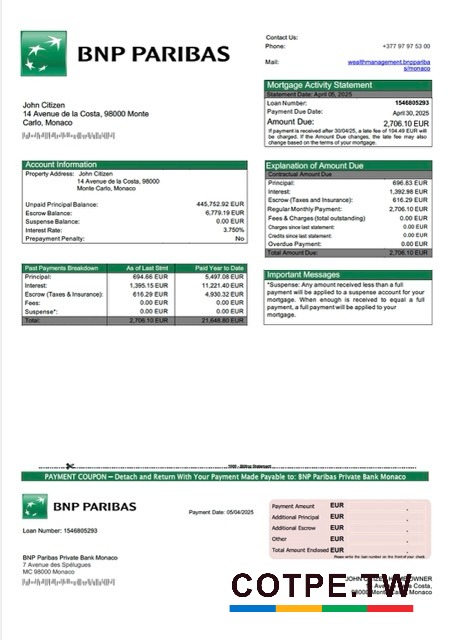 BNP PARIBAS
Contact Us:
Phone: +377 97 97 53 00
Mail: wealthmanagement.bnppariba
s/monaco
John Citizen
14 Avenue de la Costa, 98000 Monte
Carlo, Monaco
Mortgage Activity Statement
Statement Date: April 05, 2025
Loan Number: 1546805293
Payment Due Date: April 30, 2025
Amount Due: 2,706.10 EUR
If payment is received after 30/04/25, a late fee of 104.49 EUR will
be charged. If the Amount Due changes, the late fee may also
change based on the terms of your mortgage.
Account Information
Property Address: John Citizen
14 Avenue de la Costa, 98000
Monte Carlo, Monaco
Unpaid Principal Balance: 445,752.92 EUR
Escrow Balance: 6,779.19 EUR
Suspense Balance: 0.00 EUR
Interest Rate: 3.750%
Prepayment Penalty: No
Explanation of Amount Due
Contractual Amount Due
Principal: 696.83 EUR
Interest: 1,392.98 EUR
Escrow (Taxes and Insurance): 616.29 EUR
Regular Monthly Payment: 2,706.10 EUR
Fees & Charges (total outstanding) 0.00 EUR
Charges since last statement: 0.00 EUR
Credits since last statement: 0.00 EUR
Overdue Payment: 0.00 EUR
Total Amount Due: 2,706.10 EUR
Past Payments Breakdown As of Last Stmt Paid Year to Date
Principal: 694.66 EUR 5,497.08 EUR
Interest: 1,395.15 EUR 11,221.40 EUR
Escrow (Taxes & Insurance): 616.29 EUR 4,930.32 EUR
Fees: 0.00 EUR 0.00 EUR
Suspense*: 0.00 EUR 0.00 EUR
Total: 2,706.10 EUR 21,648.80 EUR
Important Messages
*Suspense: Any amount received less than a full
payment will be applied to a suspense account for your
mortgage. When enough is received to equal a full
payment, a full payment will be applied to your
mortgage.
PAYMENT COUPON – Detach and Return With Your Payment Made Payable to: BNP Paribas Private Bank Monaco
BNP PARIBAS
Payment Date: 05/04/2025
Loan Number: 1546805293
Payment Amount EUR
Additional Principal EUR
Additional Escrow EUR
Other EUR
Total Amount Enclosed EUR
Please write the loan number on the front of your check.
BNP Paribas Private Bank Monaco
7 Avenue des Spélugues
MC 98000 Monaco
COTPE.TW